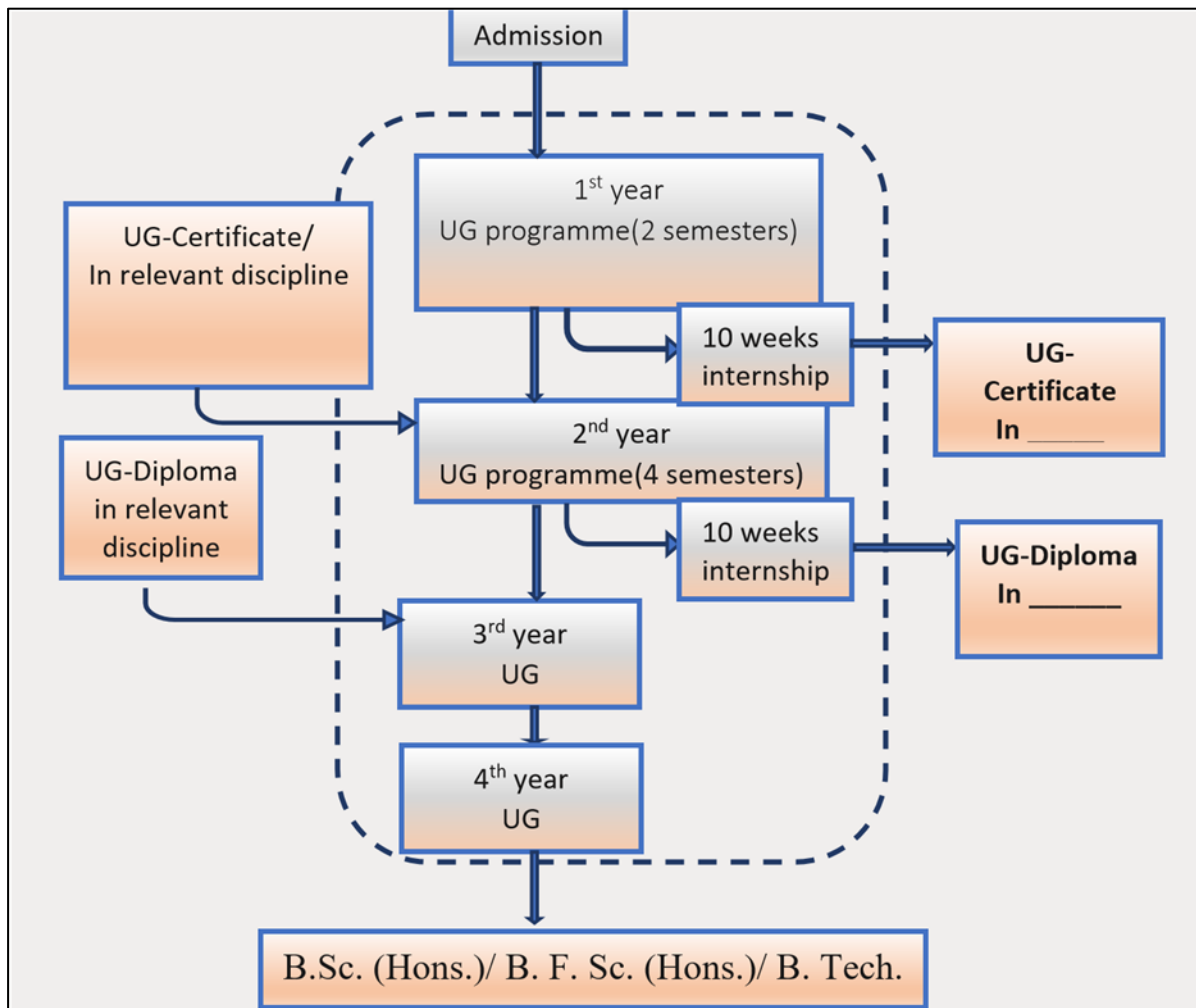 Admission
1st year
UG programme(2 semesters)
UG-Certificate/
In relevant discipline
10 weeks
internship
UG-
Certificate
In _____
2nd year
UG programme(4 semesters)
UG-Diploma
in relevant
discipline
10 weeks
internship
UG-Diploma
In ______
3rd year
UG
4th year
UG
B.Sc. (Hons.)/ B. F. Sc. (Hons.)/ B. Tech.